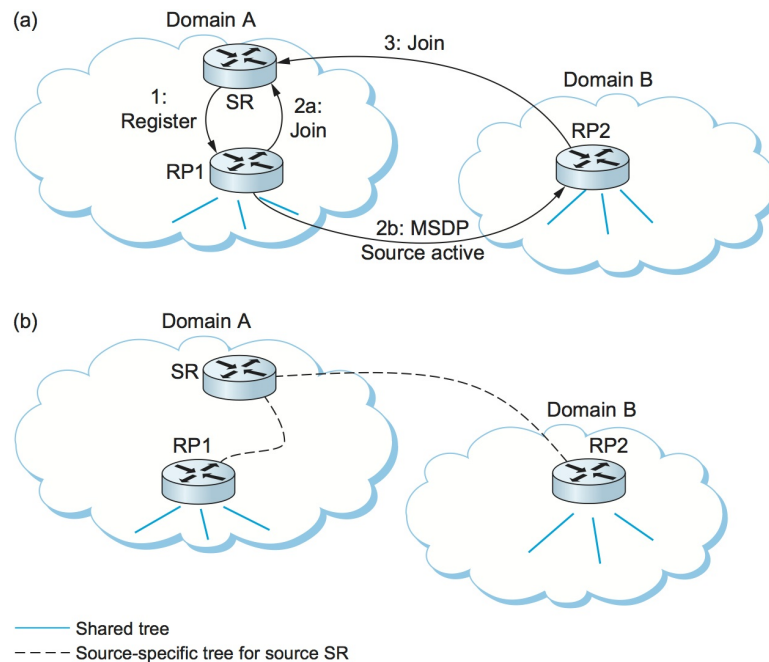 (a)
Domain A
3: Join
Domain B
SR
1:
Register
2a:
Join
RP2
RP1
2b: MSDP
Source active
(b)
Domain A
SR
Domain B
RP1
RP2
Shared tree
Source-specific tree for source SR